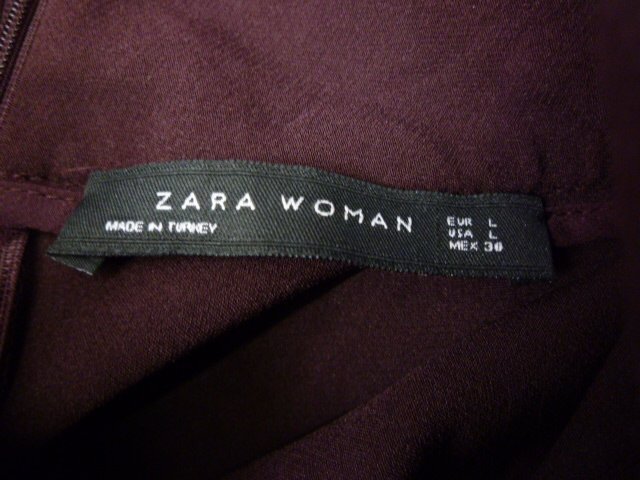 ZARA WOMAN
MADE IN TURKEY
EUR L
USA L
MEX 30